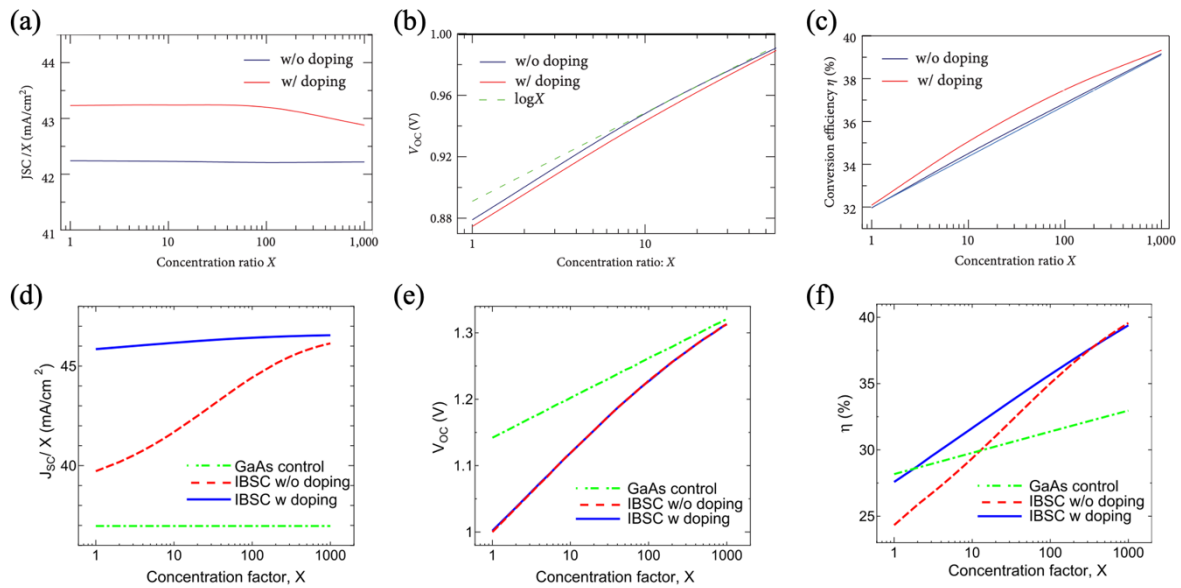 (a)
44
43
42
41
JSC /X (mA/cm²)
w/o doping
w/ doping
1
10
100
1,000
Concentration ratio X
(b)
1.00
0.96
0.92
0.88
V_OC (V)
w/o doping
w/ doping
logX
1
10
Concentration ratio: X
(c)
40
38
36
34
32
Conversion efficiency η (%)
w/o doping
w/ doping
1
10
100
1,000
Concentration ratio X
(d)
45
40
J_SC/ X (mA/cm²)
GaAs control
IBSC w/o doping
IBSC w doping
1
10
100
1000
Concentration factor, X
(e)
1.3
1.2
1.1
1
V_OC (V)
GaAs control
IBSC w/o doping
IBSC w doping
1
10
100
1000
Concentration factor, X
(f)
40
35
30
25
η (%)
GaAs control
IBSC w/o doping
IBSC w doping
1
10
100
1000
Concentration factor, X